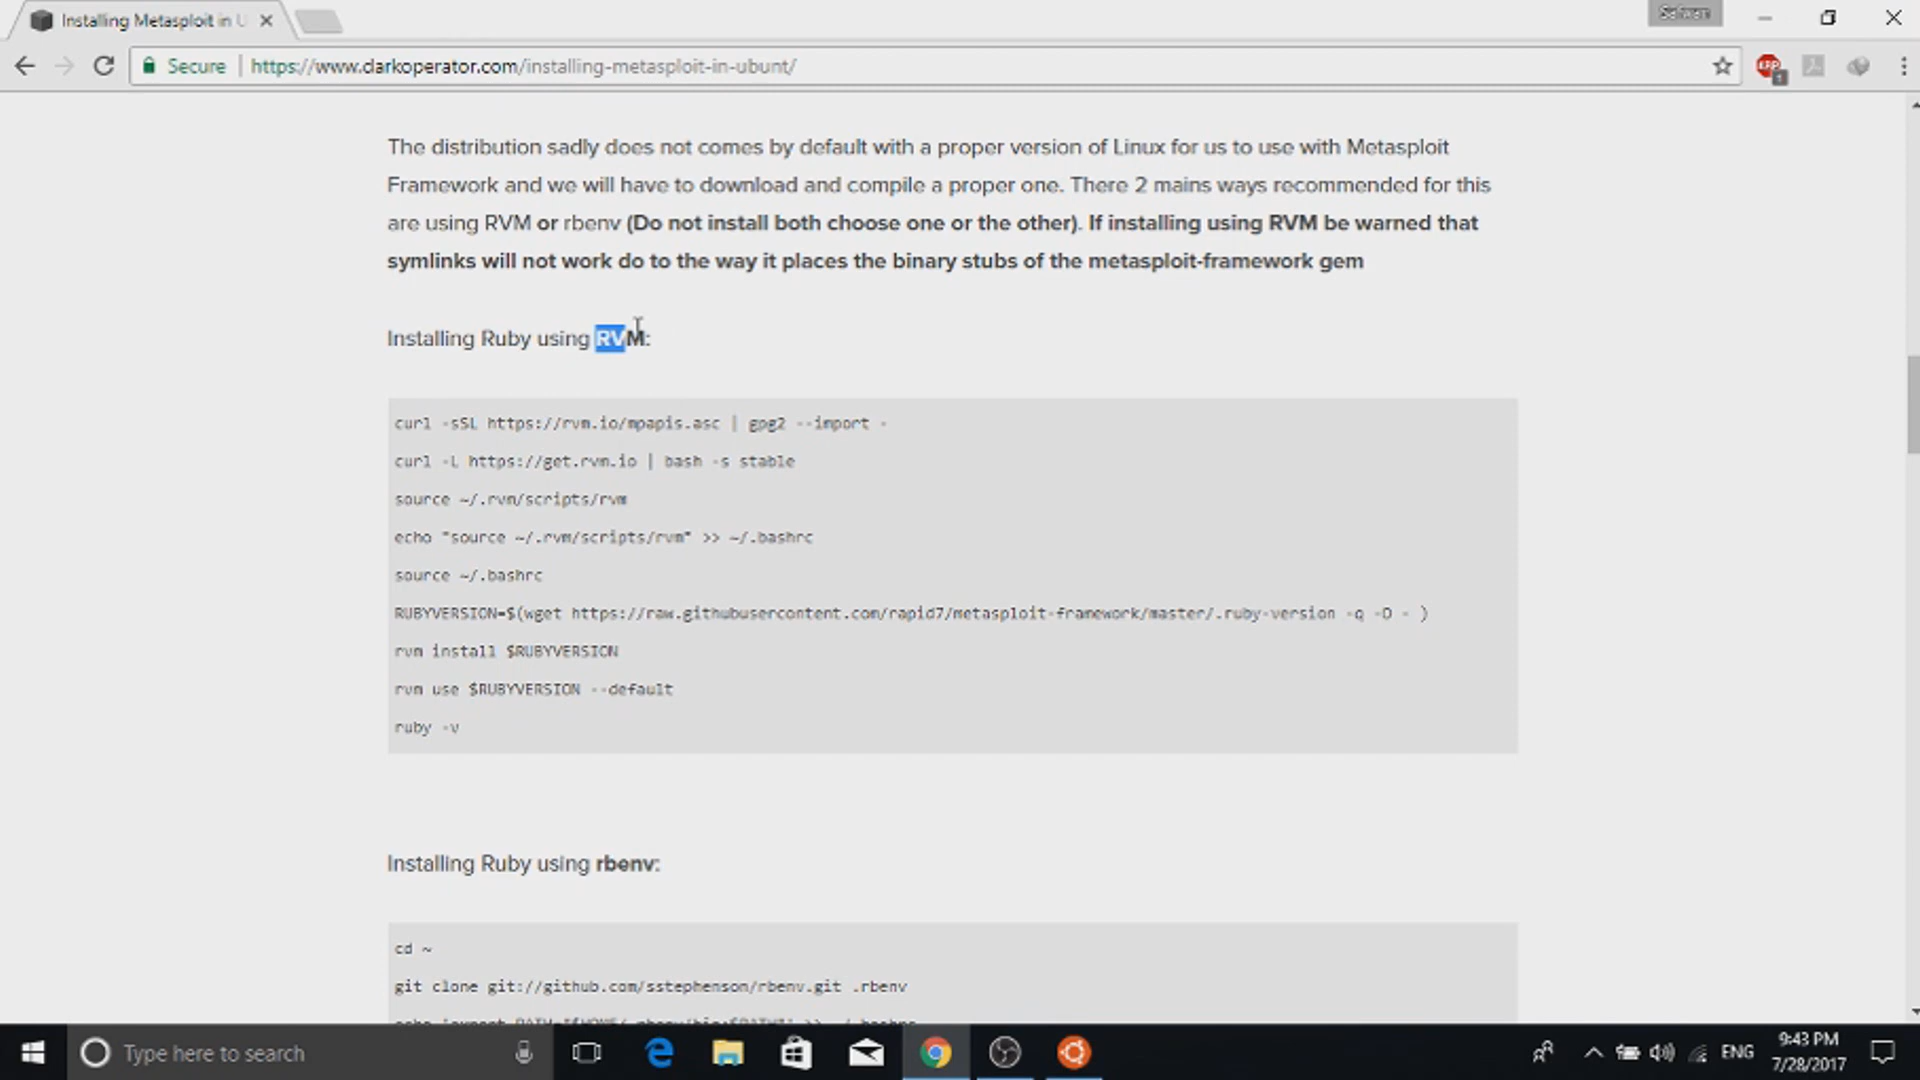 Installing Metasploit in U
Safwan
Secure | https://www.darkoperator.com/installing-metasploit-in-ubunt/
ABP
1
The distribution sadly does not comes by default with a proper version of Linux for us to use with Metasploit
Framework and we will have to download and compile a proper one. There 2 mains ways recommended for this
are using RVM or rbenv (Do not install both choose one or the other). If installing using RVM be warned that
symlinks will not work do to the way it places the binary stubs of the metasploit-framework gem
Installing Ruby using RVM:
curl -sSL https://rvm.io/mpapis.asc | gpg2 --import -
curl -L https://get.rvm.io | bash -s stable
source ~/.rvm/scripts/rvm
echo "source ~/.rvm/scripts/rvm" >> ~/.bashrc
source ~/.bashrc
RUBYVERSION=$(wget https://raw.githubusercontent.com/rapid7/metasploit-framework/master/.ruby-version -q -O - )
rvm install $RUBYVERSION
rvm use $RUBYVERSION --default
ruby -v
Installing Ruby using rbenv:
cd ~
git clone git://github.com/sstephenson/rbenv.git .rbenv
Type here to search
ENG
9:43 PM
7/28/2017